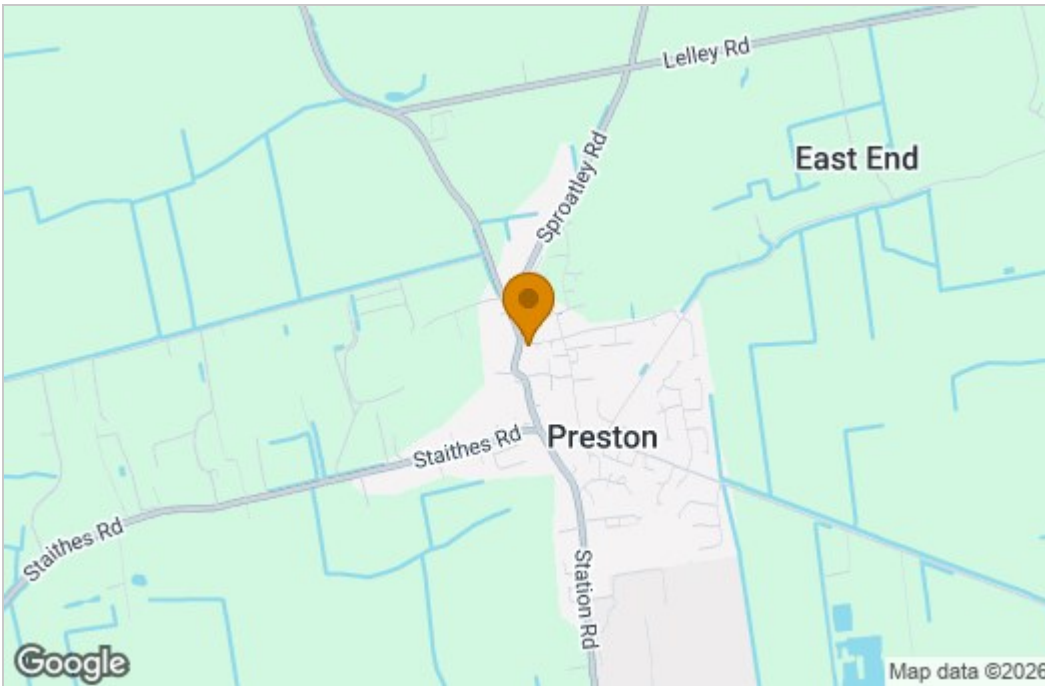 Lelley Rd
East End
Sproatley Rd
Preston
Staithes Rd
Staithes Rd
Station Rd
Google
Map data ©2026